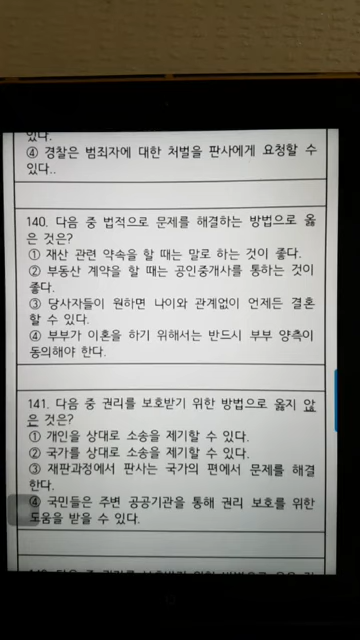 있다.
④ 경찰은 범죄자에 대한 처벌을 판사에게 요청할 수
있다..
140. 다음 중 법적으로 문제를 해결하는 방법으로 옳
은 것은?
① 재산 관련 약속을 할 때는 말로 하는 것이 좋다.
② 부동산 계약을 할 때는 공인중개사를 통하는 것이
좋다.
③ 당사자들이 원하면 나이와 관계없이 언제든 결혼
할 수 있다.
④ 부부가 이혼을 하기 위해서는 반드시 부부 양측이
동의해야 한다.
141. 다음 중 권리를 보호받기 위한 방법으로 옳지 않
은 것은?
① 개인을 상대로 소송을 제기할 수 있다.
② 국가를 상대로 소송을 제기할 수 있다.
③ 재판과정에서 판사는 국가의 편에서 문제를 해결
한다.
④ 국민들은 주변 공공기관을 통해 권리 보호를 위한
도움을 받을 수 있다.